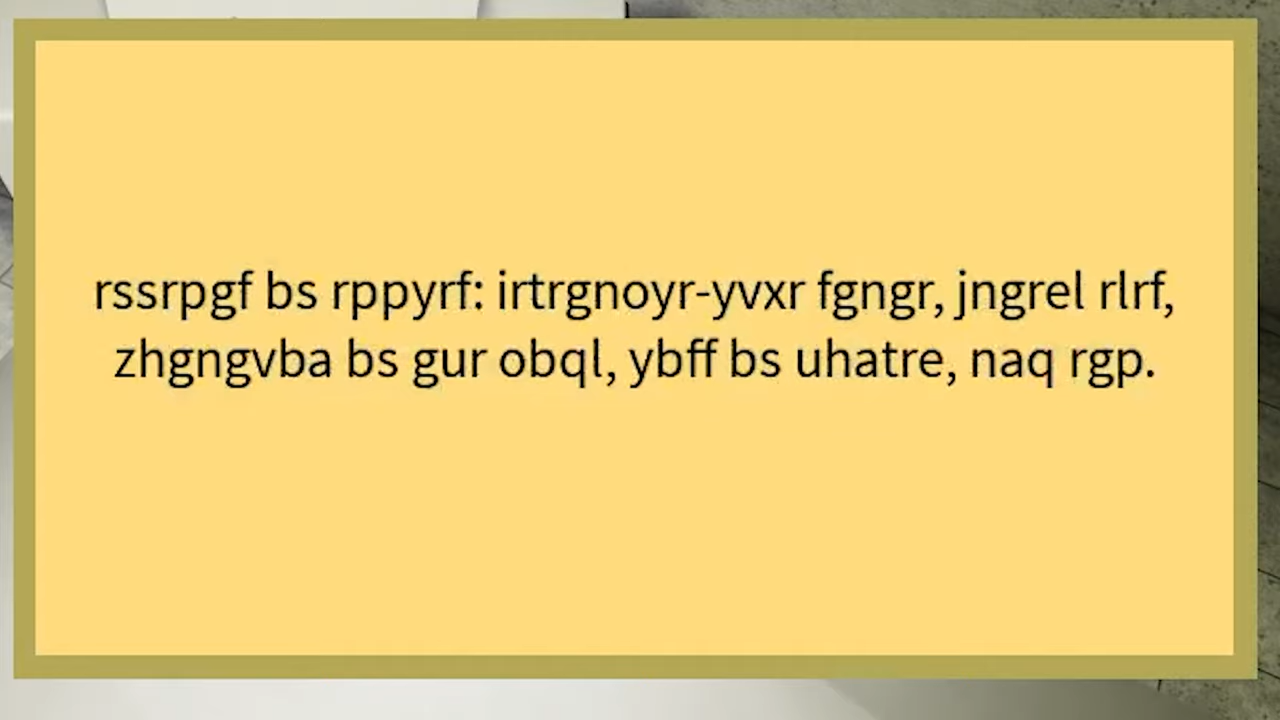 rssrpgf bs rppyrf: irtrgnoyr-yvxr fgngr, jngrel rlrf,
zhgngvba bs gur obql, ybff bs uhatre, naq rgp.